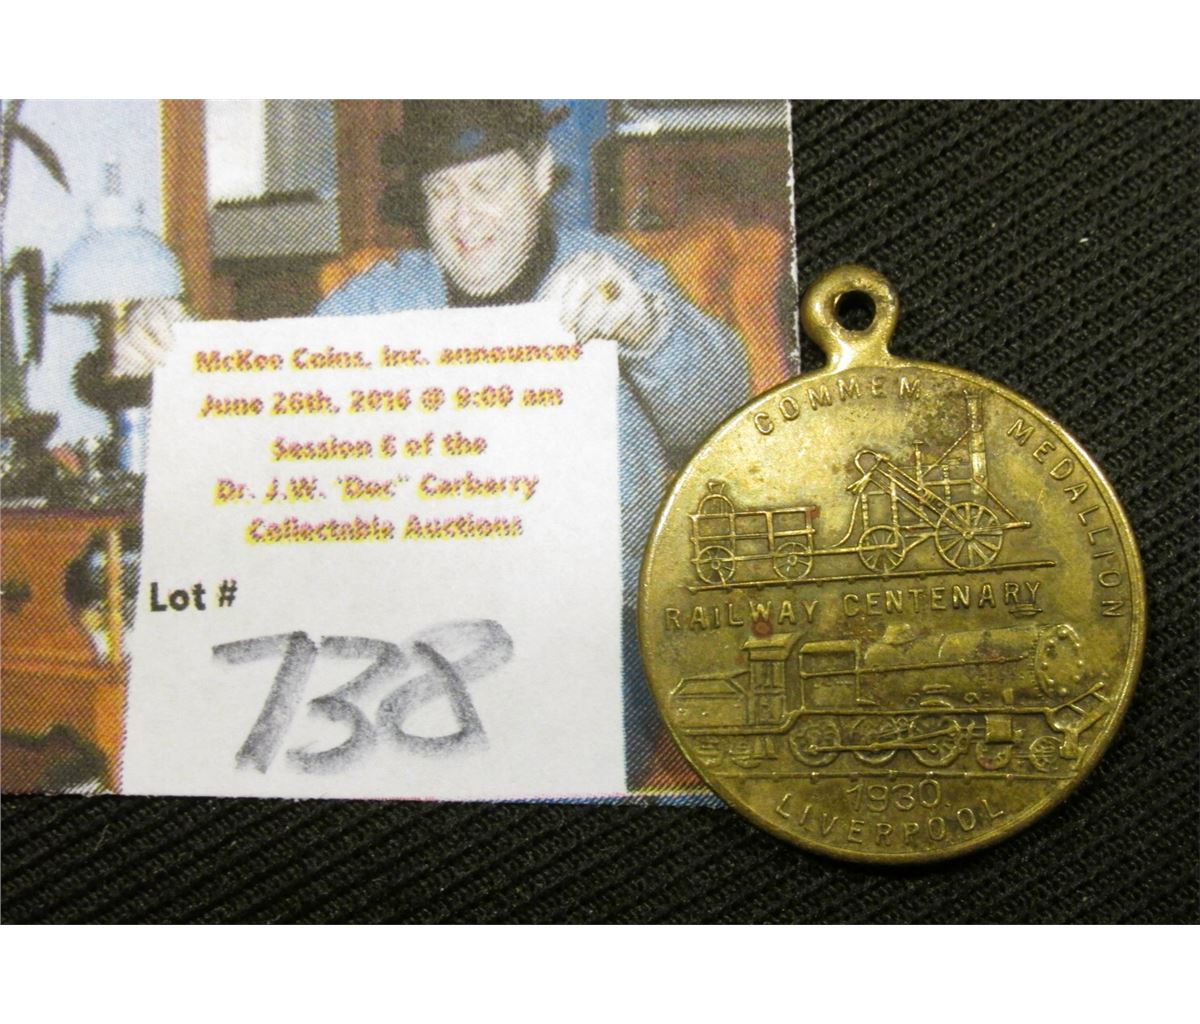 McKee Coins, Inc. announces
June 26th, 2016 @ 9:00 am
Session 6 of the
Dr. J.W. "Doc" Carberry
Collectable Auctions
Lot #
738
COMMEM MEDALLION
RAILWAY CENTENARY
1930.
LIVERPOOL